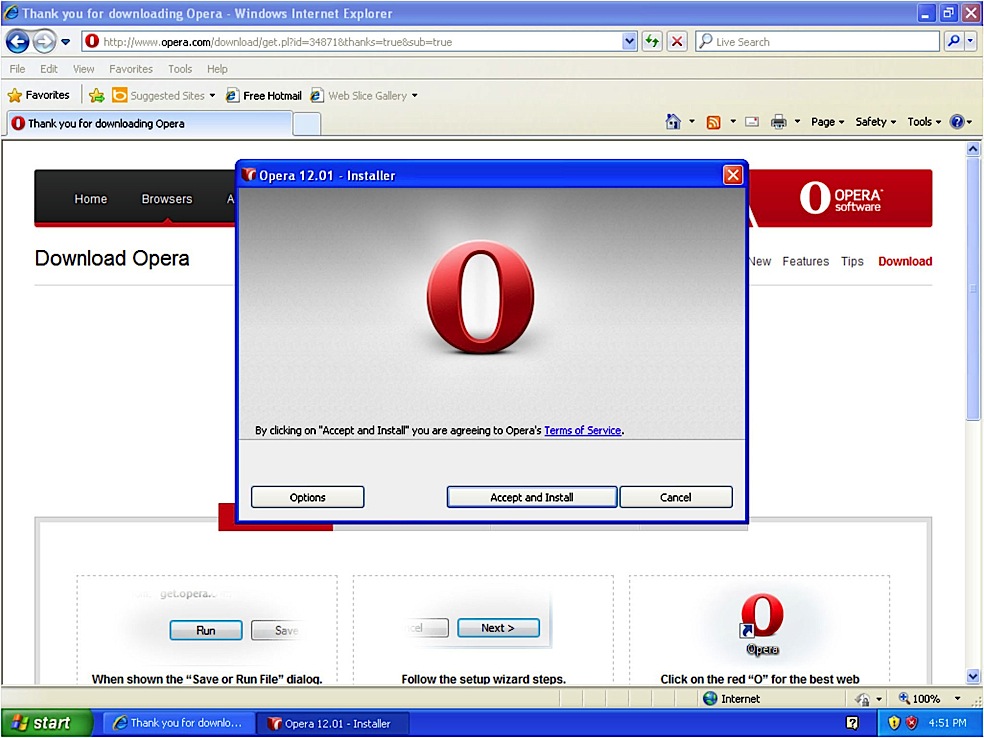 Thank you for downloading Opera - Windows Internet Explorer
http://www.opera.com/download/get.pl?id=34871&thanks=true&sub=true
Live Search
File Edit View Favorites Tools Help
Favorites Suggested Sites Free Hotmail Web Slice Gallery
Thank you for downloading Opera
Page Safety Tools
Opera 12.01 - Installer
Home Browsers A
OPERA
software
Download Opera
New Features Tips Download
By clicking on "Accept and Install" you are agreeing to Opera's Terms of Service.
Options Accept and Install Cancel
get.opera.
Run Save
cel Next >
Opera
When shown the “Save or Run File” dialog,
Follow the setup wizard steps.
Click on the red “O” for the best web
Internet 100%
start Thank you for downlo... Opera 12.01 - Installer 4:51 PM